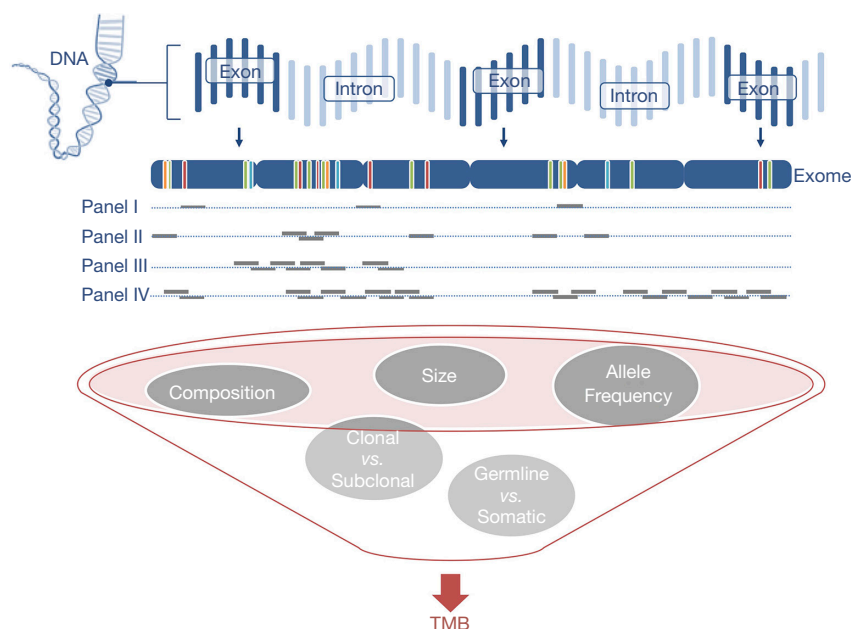 DNA
Exon
Intron
Exon
Intron
Exon
Exome
Panel I
Panel II
Panel III
Panel IV
Composition
Size
Allele
Frequency
Clonal
vs.
Subclonal
Germline
vs.
Somatic
TMB